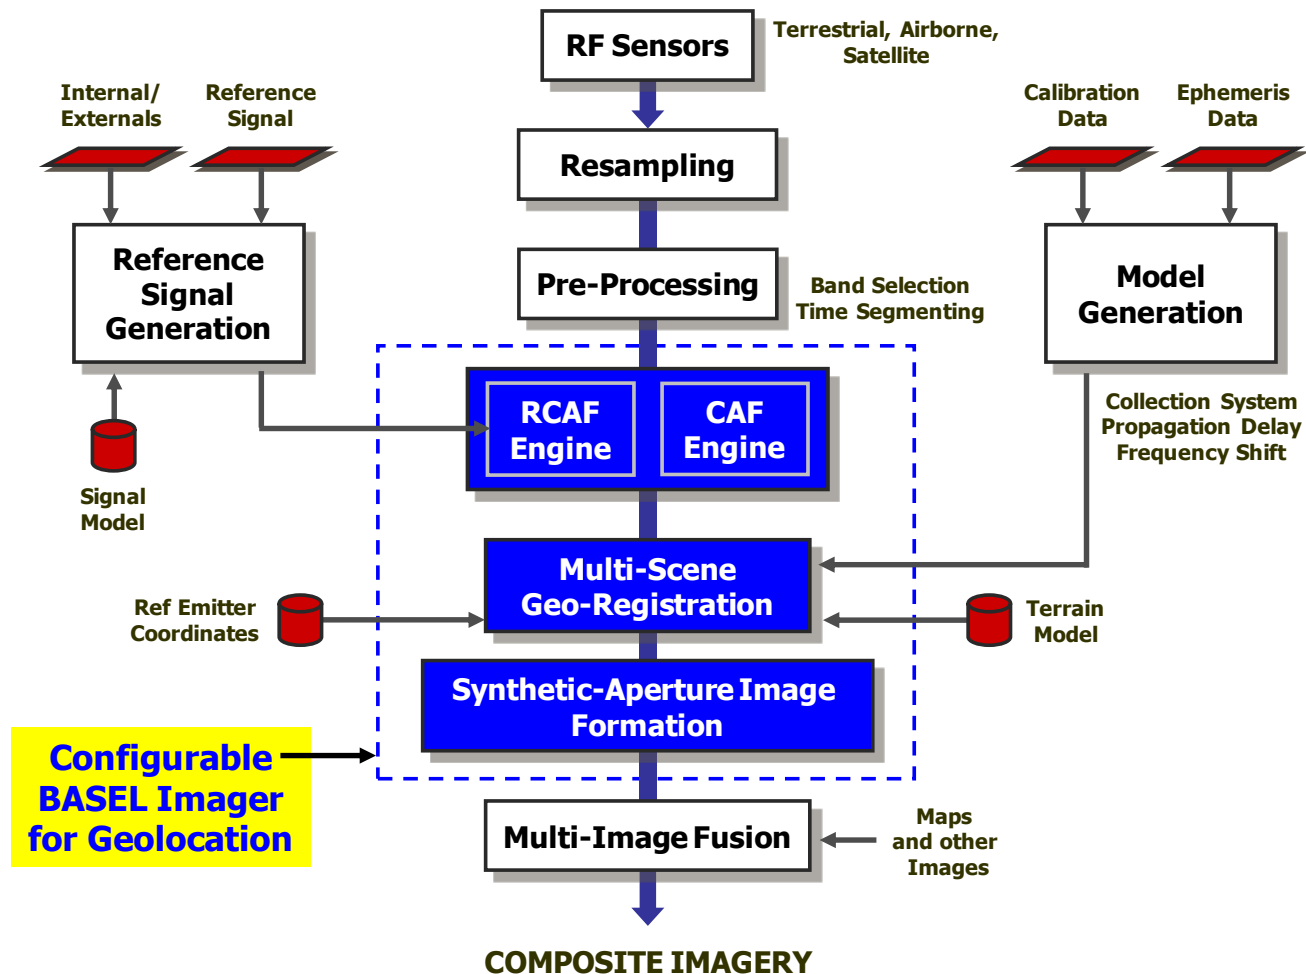 RF Sensors
Terrestrial, Airborne,
Satellite
Internal/
Externals
Reference
Signal
Calibration
Data
Ephemeris
Data
Resampling
Reference
Signal
Generation
Pre-Processing
Band Selection
Time Segmenting
Model
Generation
RCAF
Engine
CAF
Engine
Collection System
Propagation Delay
Frequency Shift
Signal
Model
Multi-Scene
Geo-Registration
Ref Emitter
Coordinates
Terrain
Model
Synthetic-Aperture Image
Formation
Configurable
BASEL Imager
for Geolocation
Multi-Image Fusion
Maps
and other
Images
COMPOSITE IMAGERY